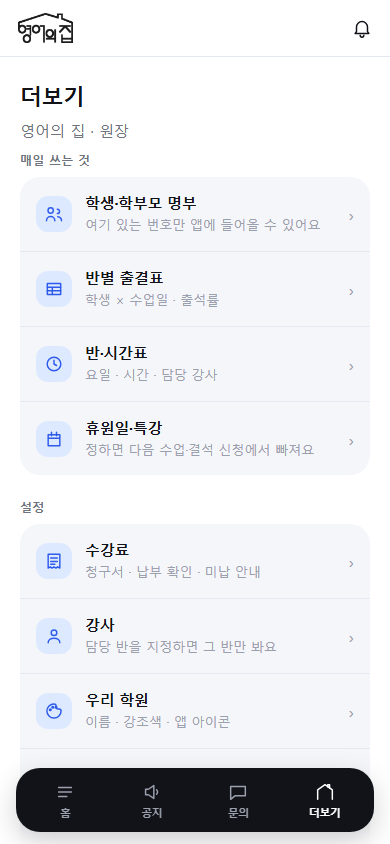 영어의집
더보기
영어의 집 · 원장
매일 쓰는 것
학생·학부모 명부
여기 있는 번호만 앱에 들어올 수 있어요
반별 출결표
학생 × 수업일 · 출석률
반·시간표
요일 · 시간 · 담당 강사
휴원일·특강
정하면 다음 수업·결석 신청에서 빠져요
설정
수강료
청구서 · 납부 확인 · 미납 안내
강사
담당 반을 지정하면 그 반만 봐요
우리 학원
이름 · 강조색 · 앱 아이콘
홈
공지
문의
더보기